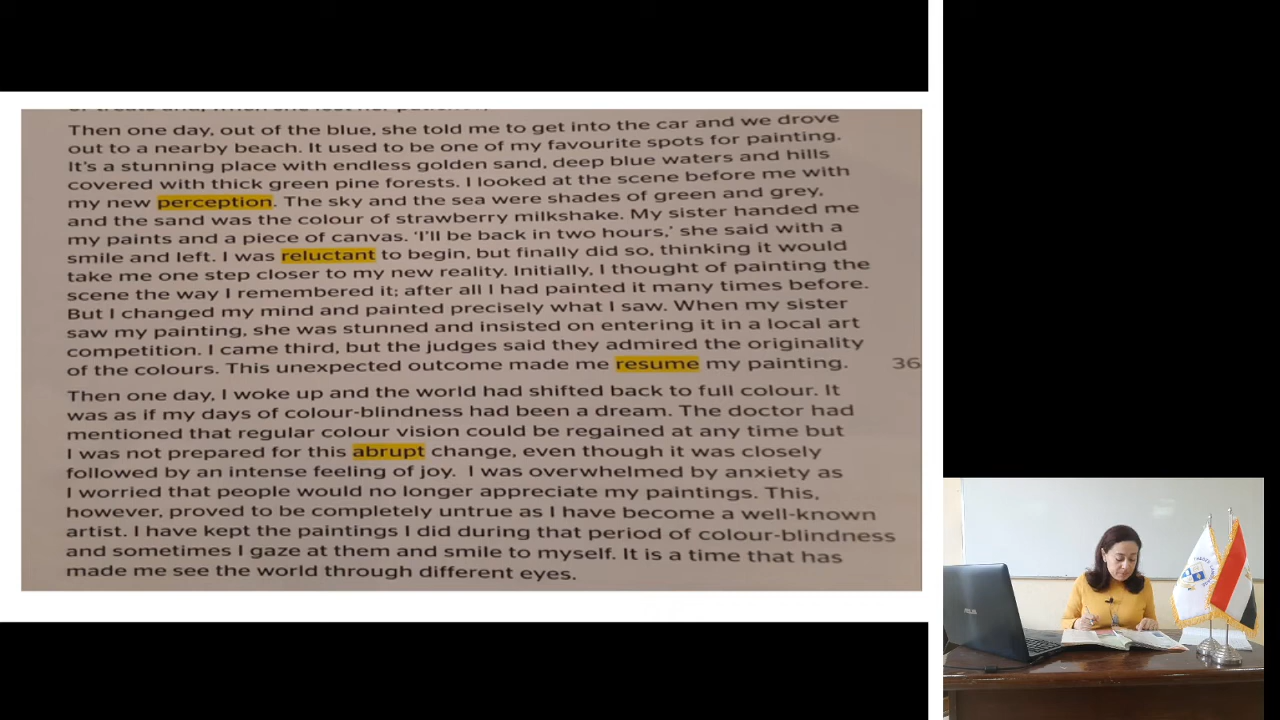 Then one day, out of the blue, she told me to get into the car and we drove
out to a nearby beach. It used to be one of my favourite spots for painting.
It's a stunning place with endless golden sand, deep blue waters and hills
covered with thick green pine forests. I looked at the scene before me with
my new perception. The sky and the sea were shades of green and grey,
and the sand was the colour of strawberry milkshake. My sister handed me
my paints and a piece of canvas. 'I'll be back in two hours,' she said with a
smile and left. I was reluctant to begin, but finally did so, thinking it would
take me one step closer to my new reality. Initially, I thought of painting the
scene the way I remembered it; after all I had painted it many times before.
But I changed my mind and painted precisely what I saw. When my sister
saw my painting, she was stunned and insisted on entering it in a local art
competition. I came third, but the judges said they admired the originality
of the colours. This unexpected outcome made me resume my painting. 36
Then one day, I woke up and the world had shifted back to full colour. It
was as if my days of colour-blindness had been a dream. The doctor had
mentioned that regular colour vision could be regained at any time but
I was not prepared for this abrupt change, even though it was closely
followed by an intense feeling of joy. I was overwhelmed by anxiety as
I worried that people would no longer appreciate my paintings. This,
however, proved to be completely untrue as I have become a well-known
artist. I have kept the paintings I did during that period of colour-blindness
and sometimes I gaze at them and smile to myself. It is a time that has
made me see the world through different eyes.
ASUS